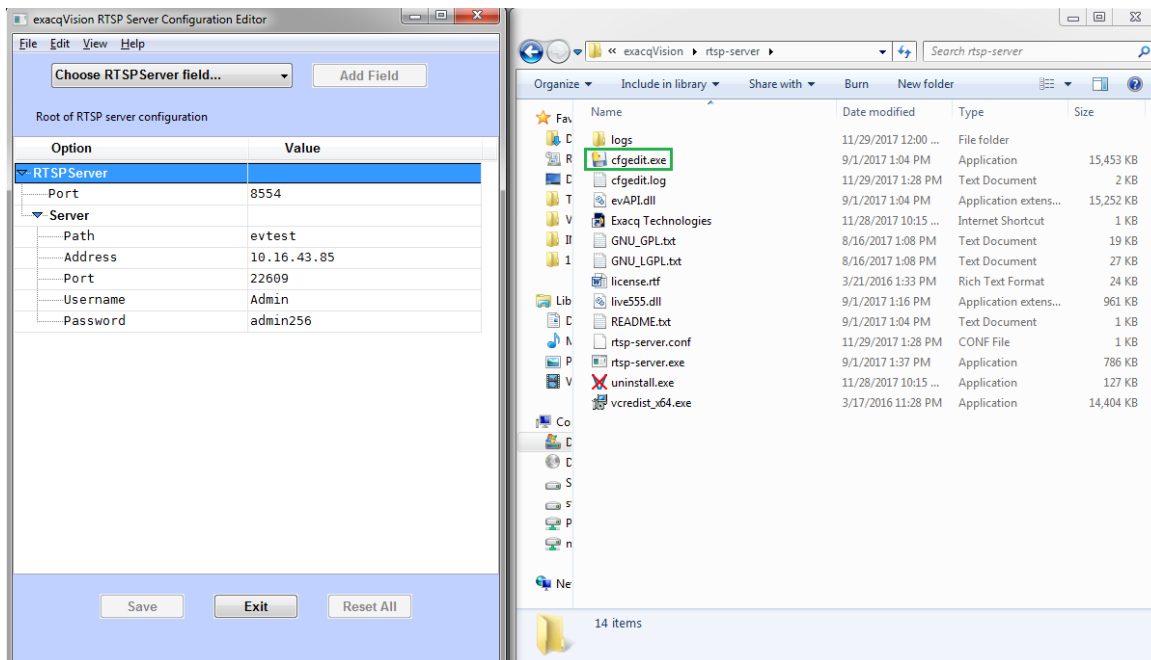 exacqVision RTSP Server Configuration Editor
File Edit View Help
Choose RTSPServer field...
Add Field
Root of RTSP server configuration
Option Value
RTSPServer
Port 8554
Server
Path evtest
Address 10.16.43.85
Port 22609
Username Admin
Password admin256
Save Exit Reset All
« exacqVision rtsp-server
Search rtsp-server
Organize Include in library Share with Burn New folder
Name Date modified Type Size
Fav
D
R
D
T
V
1
Lib
D
P
V
Co
D
D
S
P
n
Ne
logs 11/29/2017 12:00 ... File folder
cfgedit.exe 9/1/2017 1:04 PM Application 15,453 KB
cfgedit.log 11/29/2017 1:28 PM Text Document 2 KB
evAPI.dll 9/1/2017 1:04 PM Application extens... 15,252 KB
Exacq Technologies 11/28/2017 10:15 ... Internet Shortcut 1 KB
GNU_GPL.txt 8/16/2017 1:08 PM Text Document 19 KB
GNU_LGPL.txt 8/16/2017 1:08 PM Text Document 27 KB
license.rtf 3/21/2016 1:33 PM Rich Text Format 24 KB
live555.dll 9/1/2017 1:16 PM Application extens... 961 KB
README.txt 9/1/2017 1:04 PM Text Document 1 KB
rtsp-server.conf 11/29/2017 1:28 PM CONF File 1 KB
rtsp-server.exe 9/1/2017 1:37 PM Application 786 KB
uninstall.exe 11/28/2017 10:15 ... Application 127 KB
vcredist_x64.exe 3/17/2016 11:28 PM Application 14,404 KB
14 items